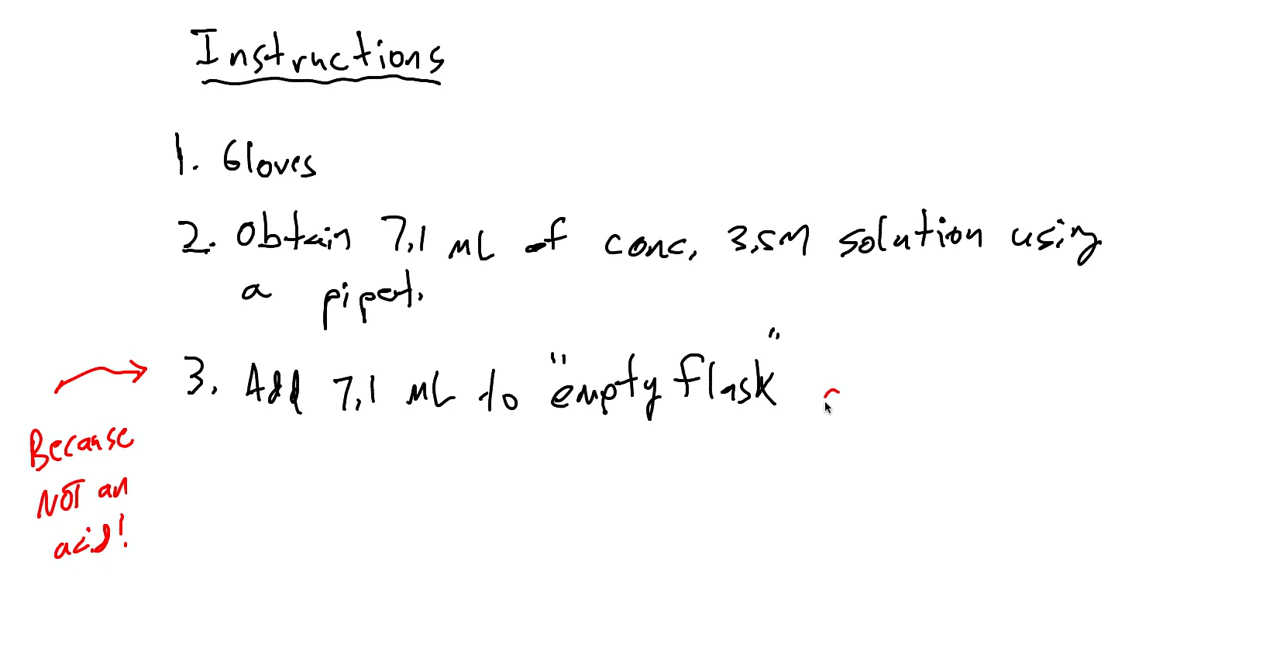 Instructions
1. Gloves
2. Obtain 7.1 mL of conc. 3.5M solution using
a pipet.
3. Add 7.1 mL to "empty flask"
Because
NOT an
acid!